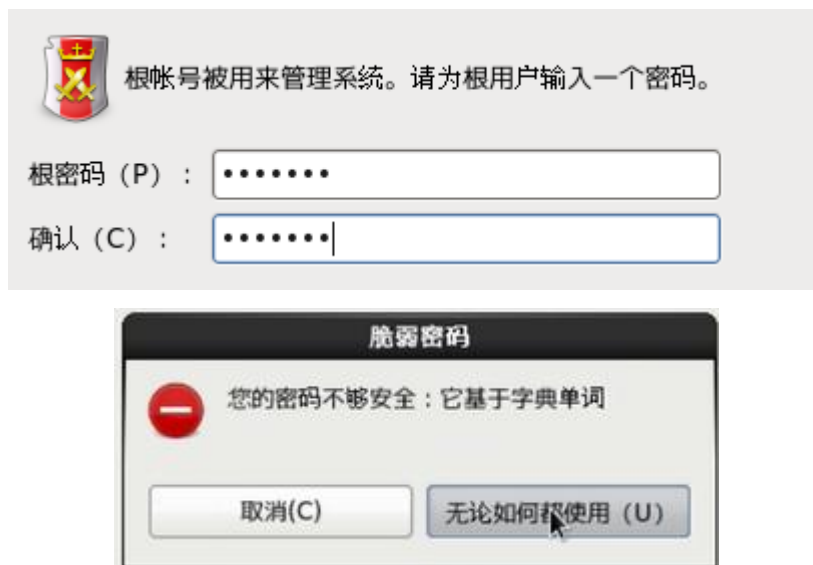 根帐号被用来管理系统。请为根用户输入一个密码。
根密码（P）：•••••••
确认（C）：•••••••
脆弱密码
您的密码不够安全：它基于字典单词
取消(C)
无论如何都使用（U）